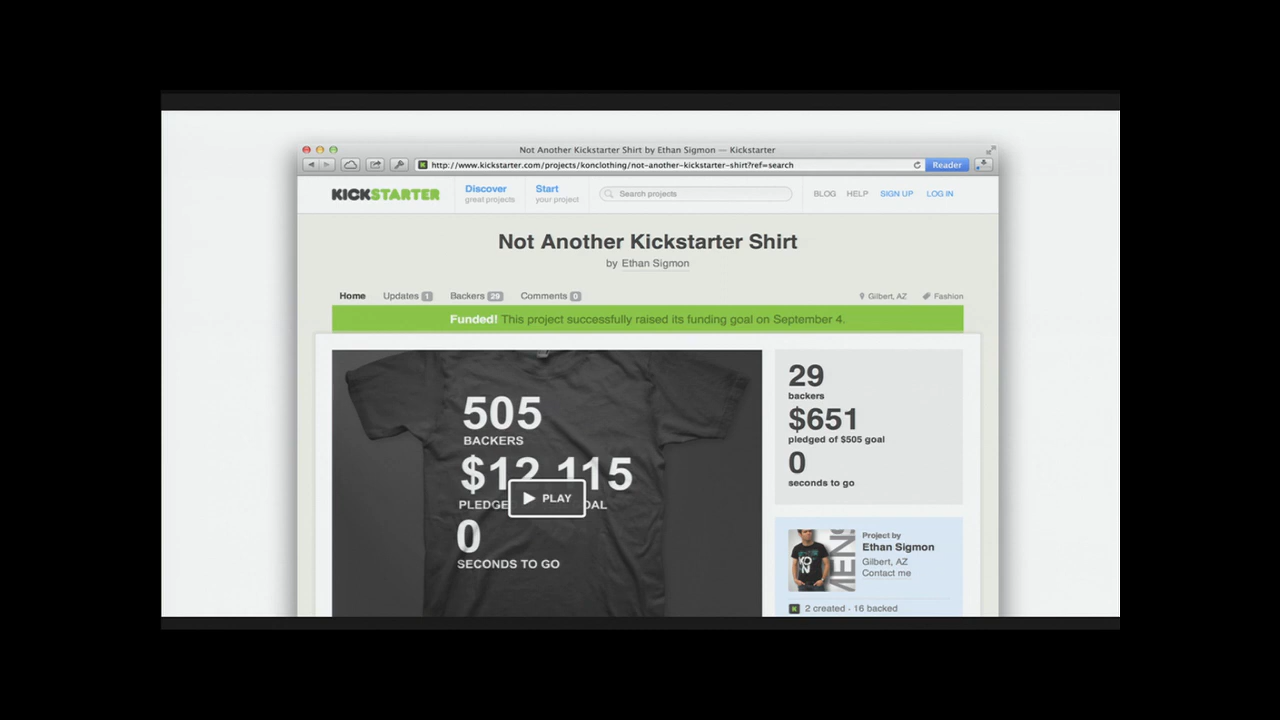 Not Another Kickstarter Shirt by Ethan Sigmon — Kickstarter
http://www.kickstarter.com/projects/konclothing/not-another-kickstarter-shirt?ref=search
Reader
KICKSTARTER
Discover
great projects
Start
your project
Search projects
BLOG HELP SIGN UP LOG IN
Not Another Kickstarter Shirt
by Ethan Sigmon
Home Updates 1 Backers 29 Comments 0 Gilbert, AZ Fashion
Funded! This project successfully raised its funding goal on September 4.
505
BACKERS
$12,115
PLAY
0
SECONDS TO GO
29
backers
$651
pledged of $505 goal
0
seconds to go
KON
MENS
Project by
Ethan Sigmon
Gilbert, AZ
Contact me
K 2 created · 16 backed